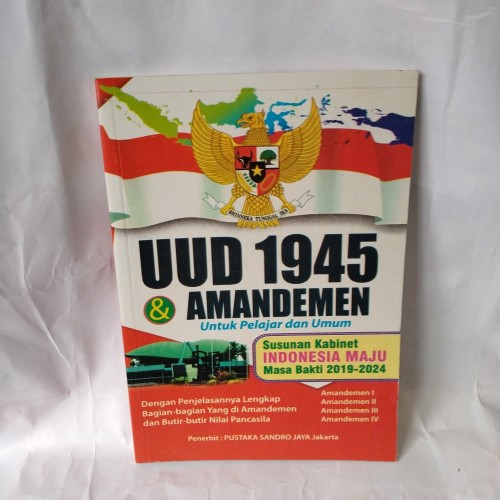 BHINNEKA TUNGGAL IKA
UUD 1945
& AMANDEMEN
Untuk Pelajar dan Umum
Susunan Kabinet
INDONESIA MAJU
Masa Bakti 2019-2024
Dengan Penjelasannya Lengkap
Bagian-bagian Yang di Amandemen
dan Butir-butir Nilai Pancasila
Amandemen I
Amandemen II
Amandemen III
Amandemen IV
Penerbit : PUSTAKA SANDRO JAYA Jakarta